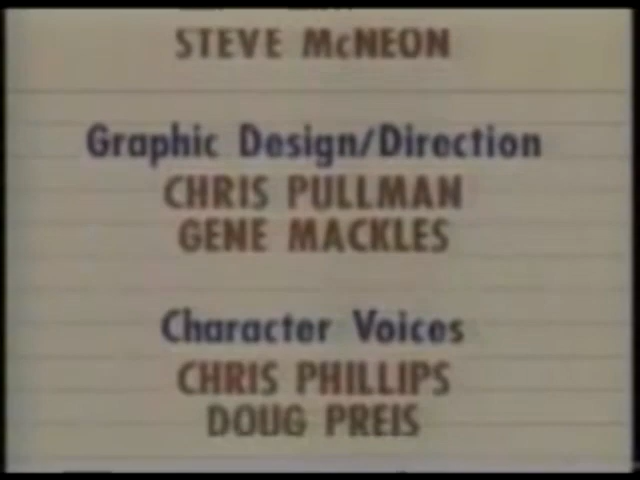 STEVE McNEON
Graphic Design/Direction
CHRIS PULLMAN
GENE MACKLES
Character Voices
CHRIS PHILLIPS
DOUG PREIS